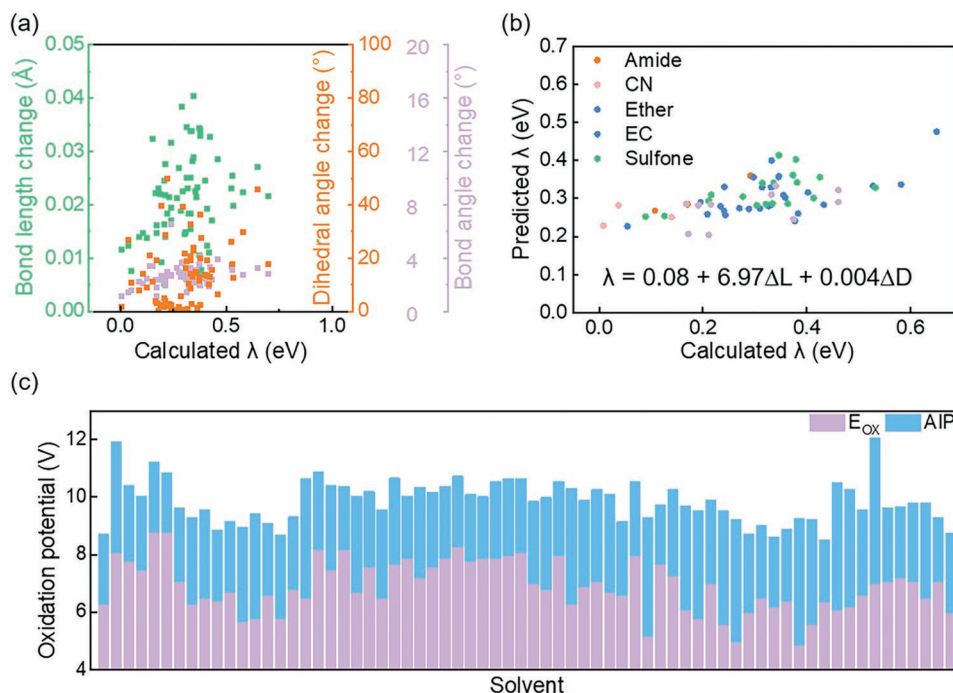 (a)
0.05
0.04
0.03
0.02
0.01
0.00
Bond length change (Å)
0.0
0.5
1.0
Calculated λ (eV)
100
80
60
40
20
0
Dihedral angle change (°)
20
16
12
8
4
0
Bond angle change (°)
(b)
0.7
0.6
0.5
0.4
0.3
0.2
0.1
0.0
Predicted λ (eV)
Amide
CN
Ether
EC
Sulfone
λ = 0.08 + 6.97ΔL + 0.004ΔD
0.0
0.2
0.4
0.6
Calculated λ (eV)
(c)
E_OX
AIP
12
10
8
6
4
Oxidation potential (V)
Solvent